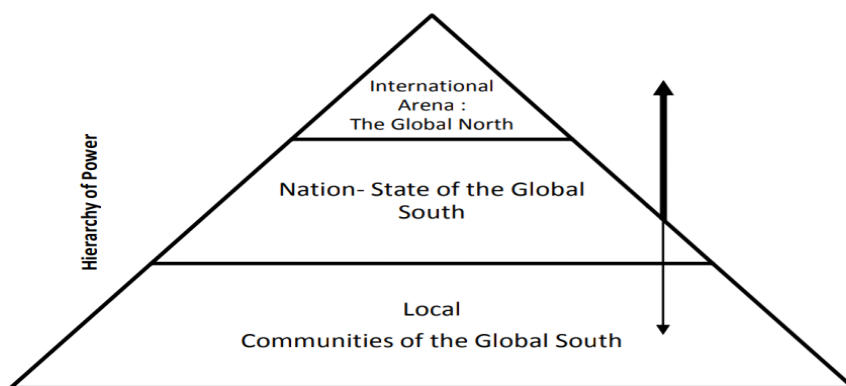 International
Arena :
The Global North
Hierarchy of Power
Nation- State of the Global
South
Local
Communities of the Global South